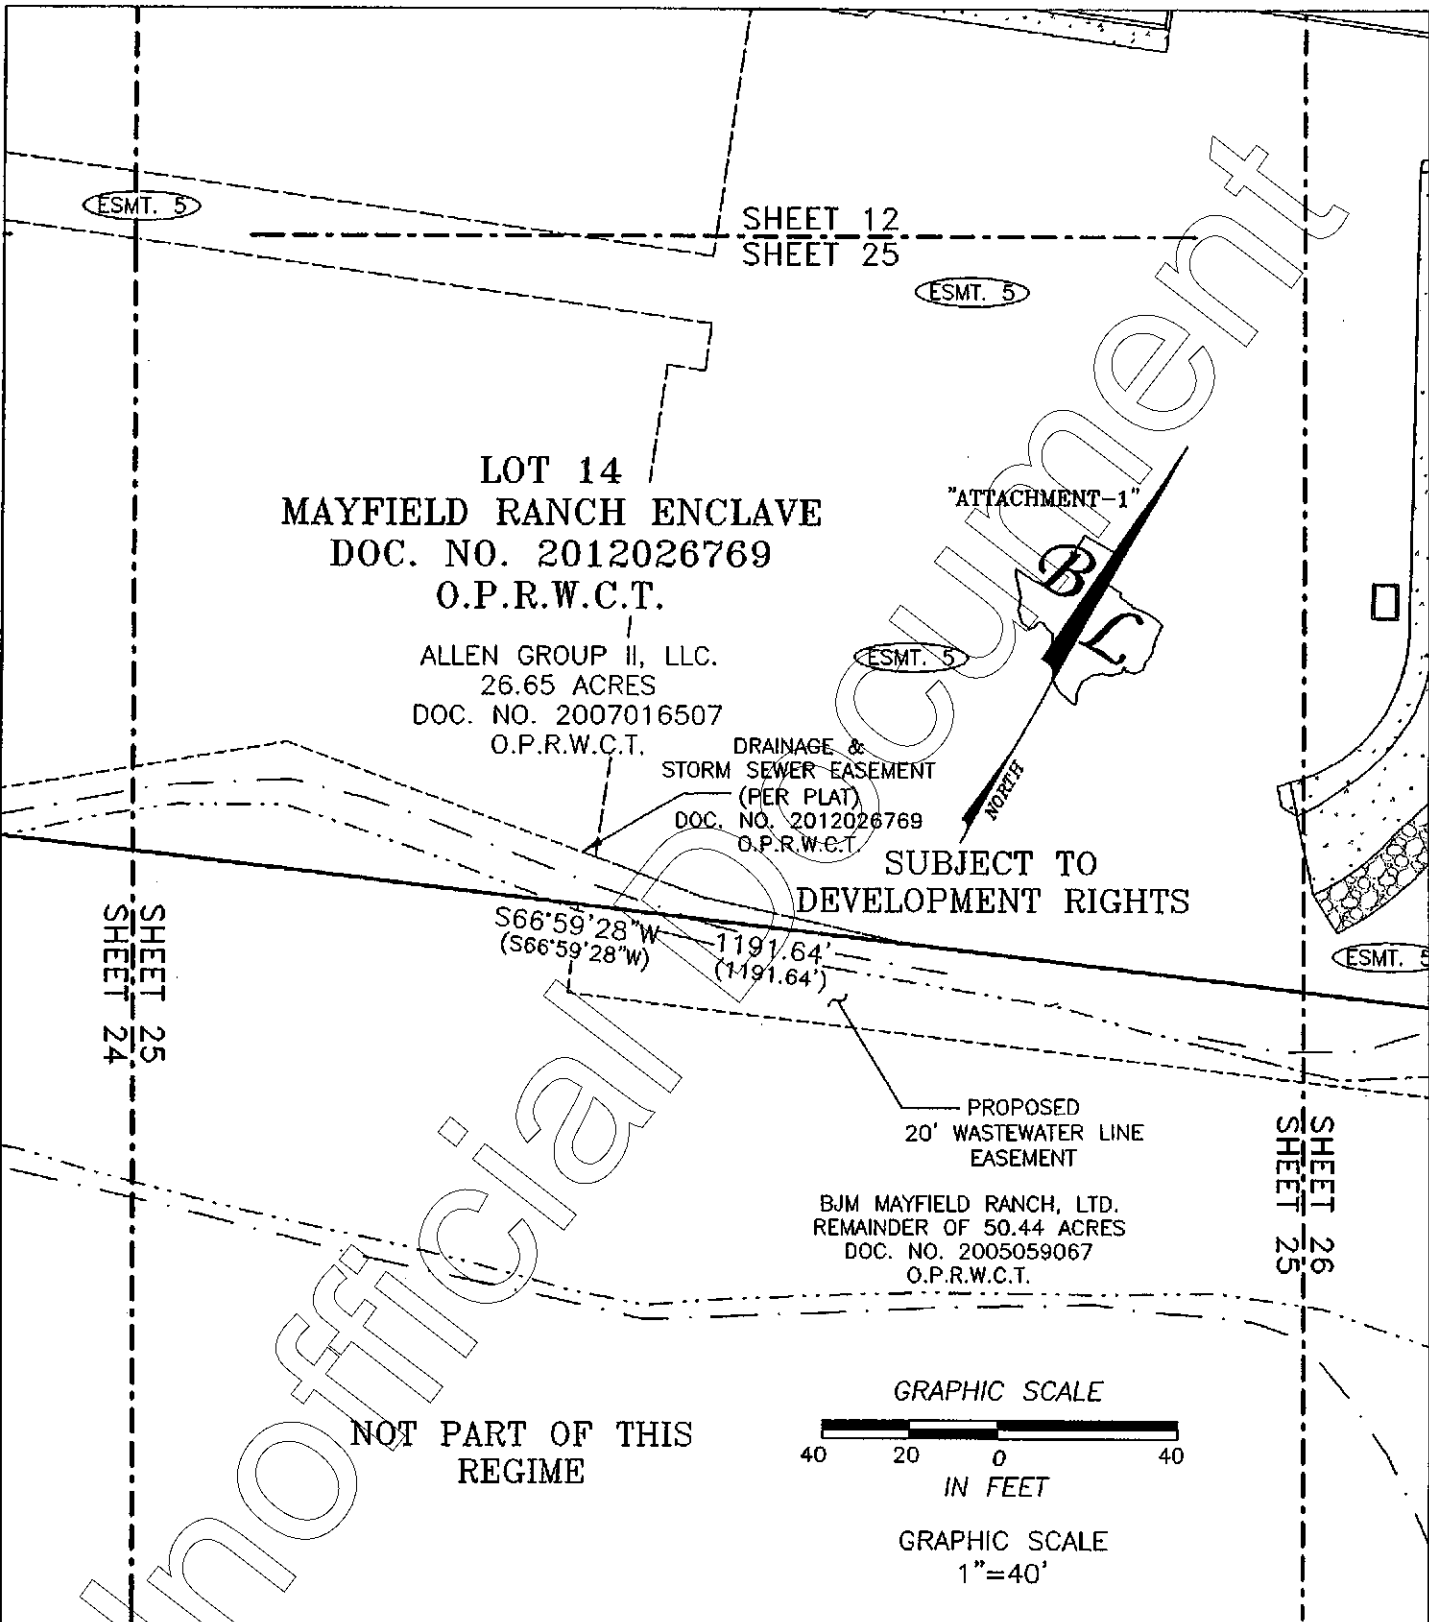 ESMT. 5
SHEET 12
SHEET 25
ESMT. 5
LOT 14
MAYFIELD RANCH ENCLAVE
DOC. NO. 2012026769
O.P.R.W.C.T.
"ATTACHMENT-1"
B
L
NORTH
ALLEN GROUP II, LLC.
26.65 ACRES
DOC. NO. 2007016507
O.P.R.W.C.T.
ESMT. 5
DRAINAGE &
STORM SEWER EASEMENT
(PER PLAT)
DOC. NO. 2012026769
O.P.R.W.C.T.
SUBJECT TO
DEVELOPMENT RIGHTS
SHEET 25
SHEET 24
S66°59'28"W 1191.64'
(S66°59'28"W) (1191.64')
ESMT. 5
PROPOSED
20' WASTEWATER LINE
EASEMENT
SHEET 26
SHEET 25
BJM MAYFIELD RANCH, LTD.
REMAINDER OF 50.44 ACRES
DOC. NO. 2005059067
O.P.R.W.C.T.
NOT PART OF THIS
REGIME
GRAPHIC SCALE
40 20 0 40
IN FEET
GRAPHIC SCALE
1"=40'
Unofficial Document